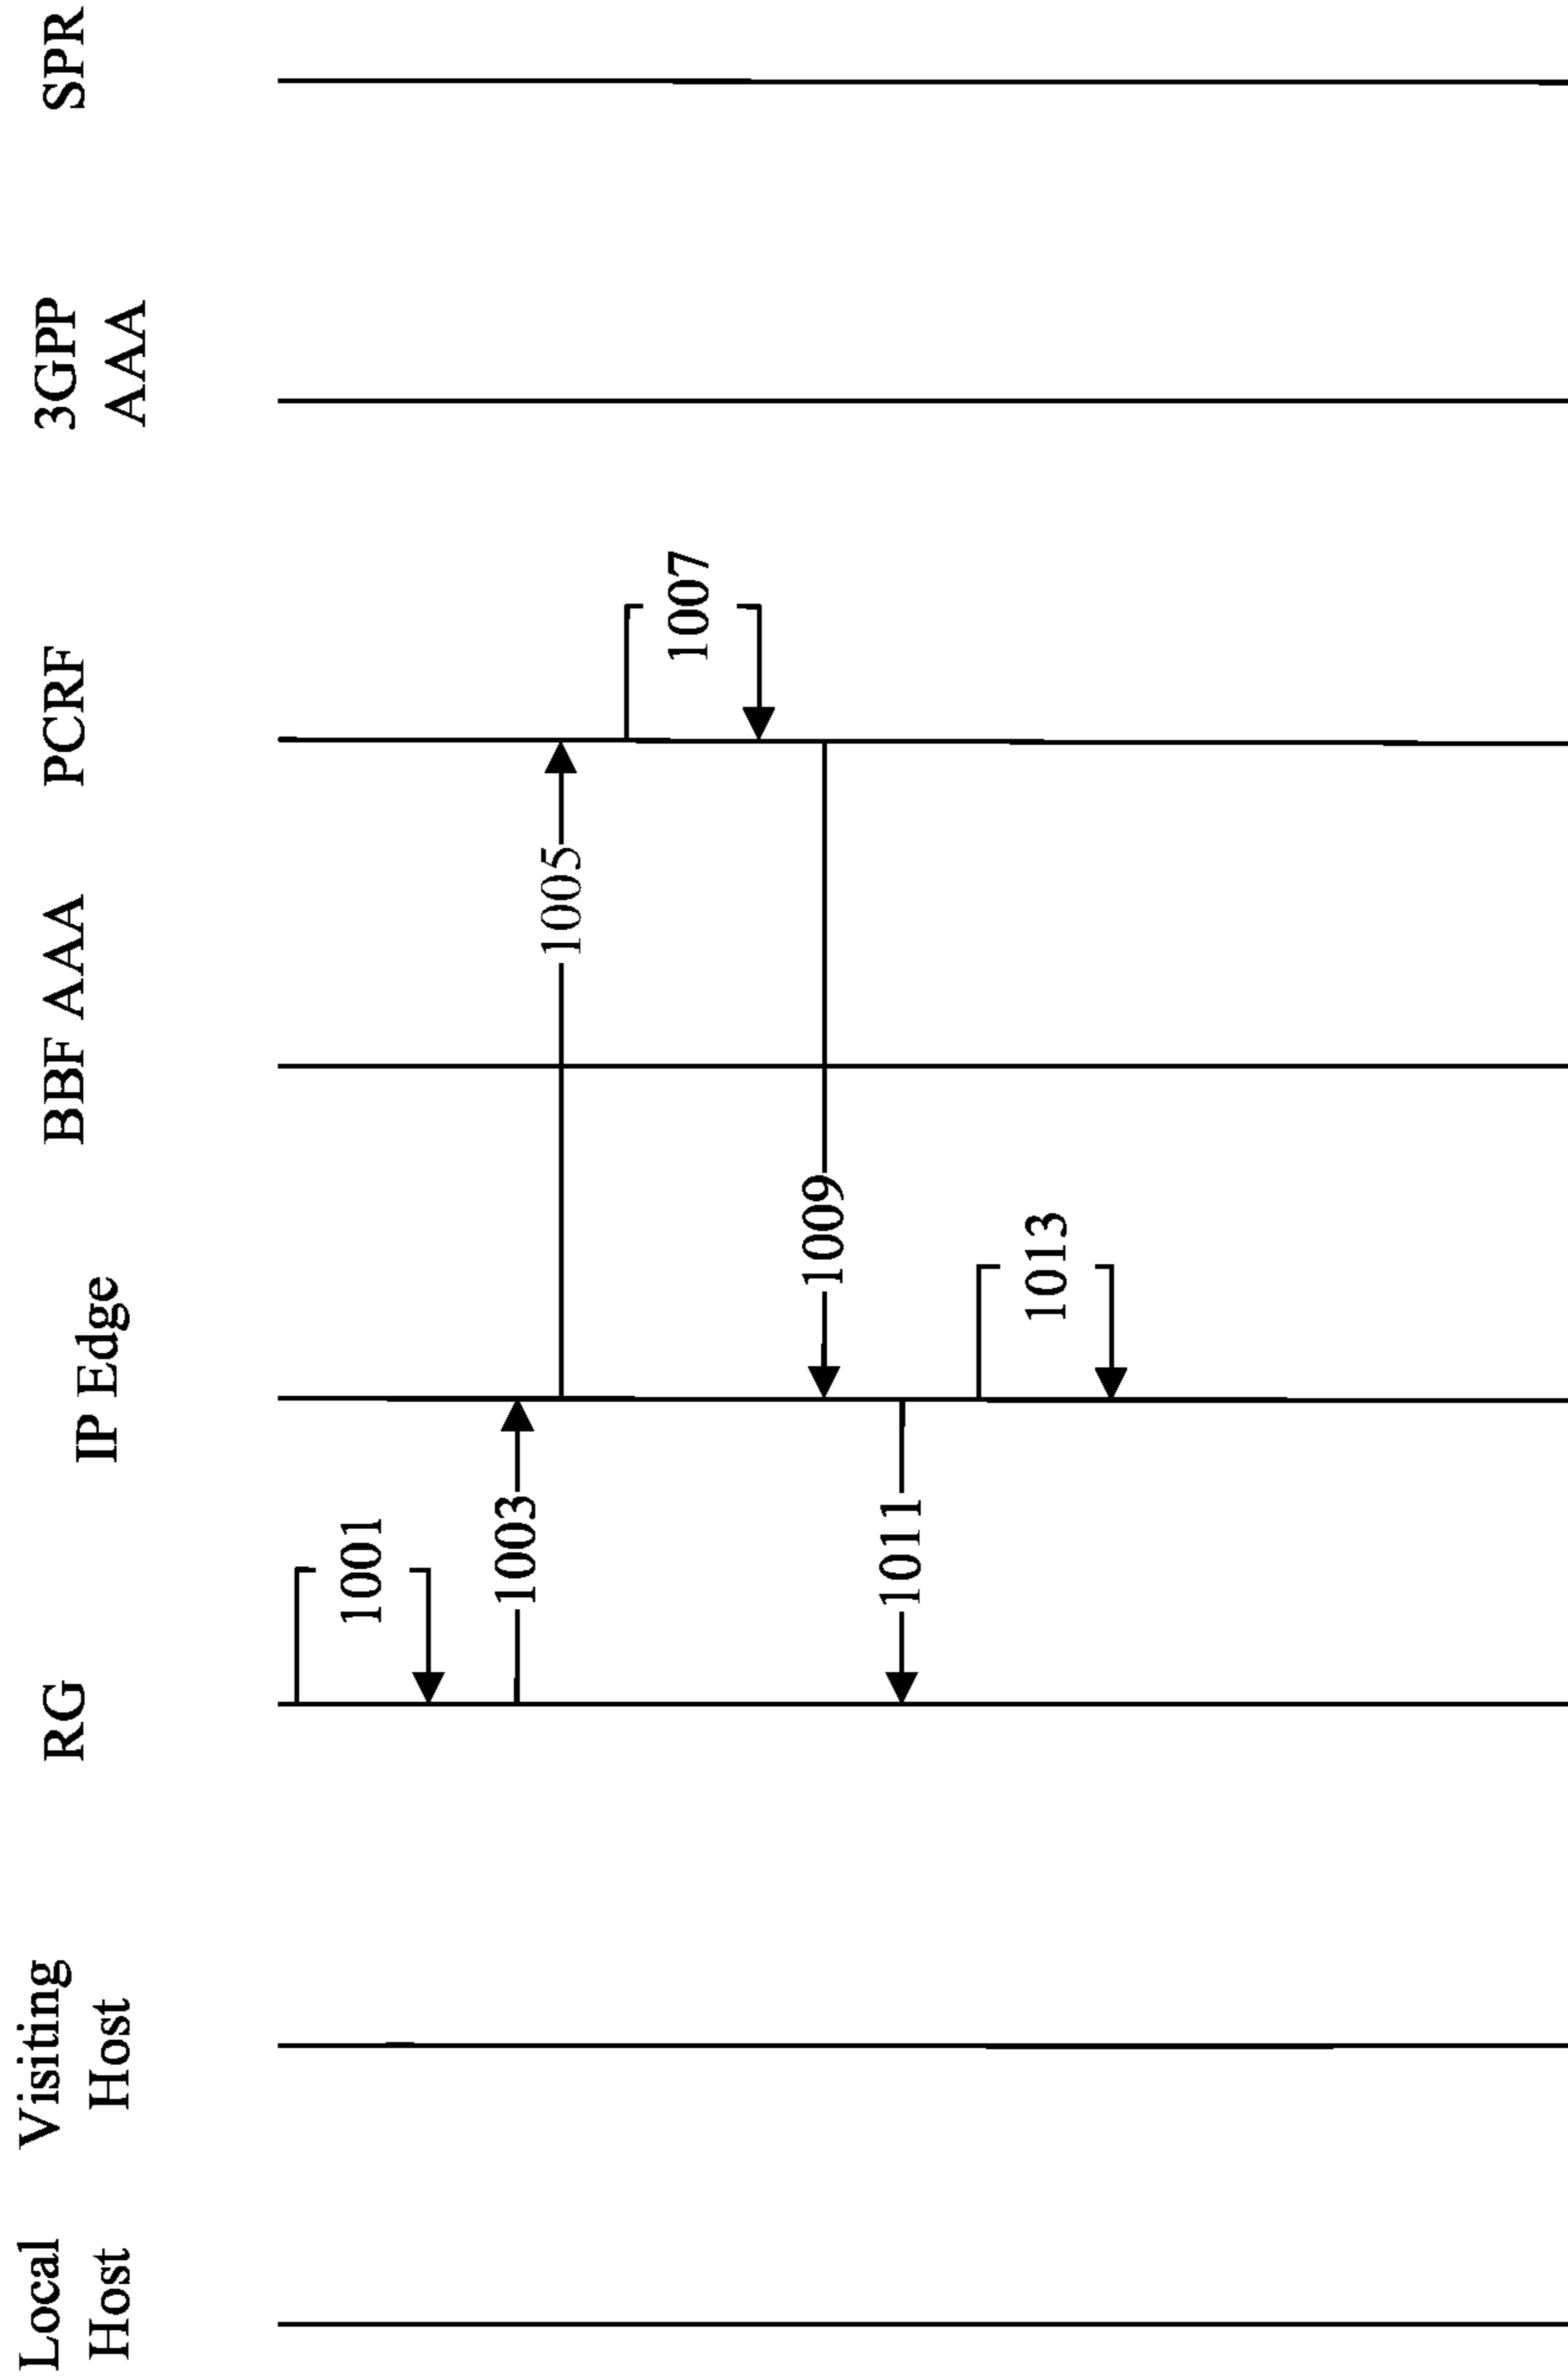 Local
Host
Visiting
Host
RG
IP Edge
BBF AAA
PCRF
3GPP
AAA
SPR
1001
1003
1005
1007
1009
1011
1013